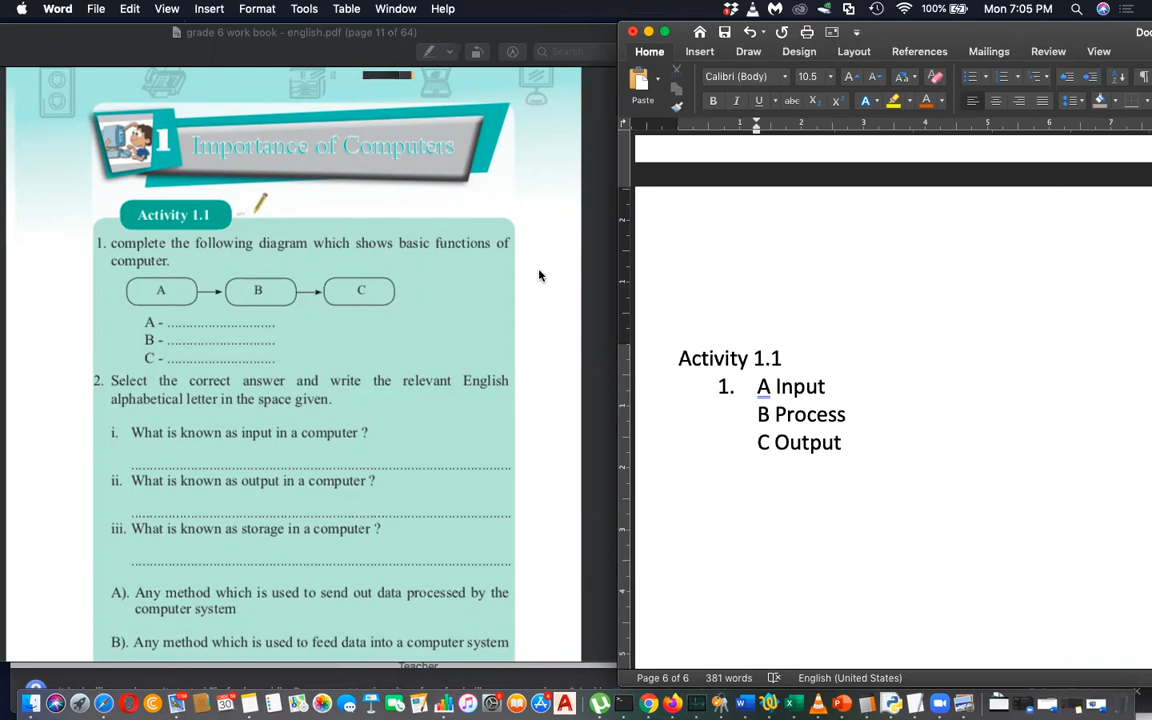 Word File Edit View Insert Format Tools Table Window Help 100% Mon 7:05 PM
grade 6 work book - english.pdf (page 11 of 64)
Search
1 Importance of Computers
Activity 1.1
1. complete the following diagram which shows basic functions of
computer.
A B C
A - ............................
B - ............................
C - ............................
2. Select the correct answer and write the relevant English
alphabetical letter in the space given.
i. What is known as input in a computer ?
ii. What is known as output in a computer ?
iii. What is known as storage in a computer ?
A). Any method which is used to send out data processed by the
computer system
B). Any method which is used to feed data into a computer system
Teacher
Home Insert Draw Design Layout References Mailings Review View
Paste
Calibri (Body) 10.5
Activity 1.1
1. A Input
B Process
C Output
Page 6 of 6 381 words English (United States)